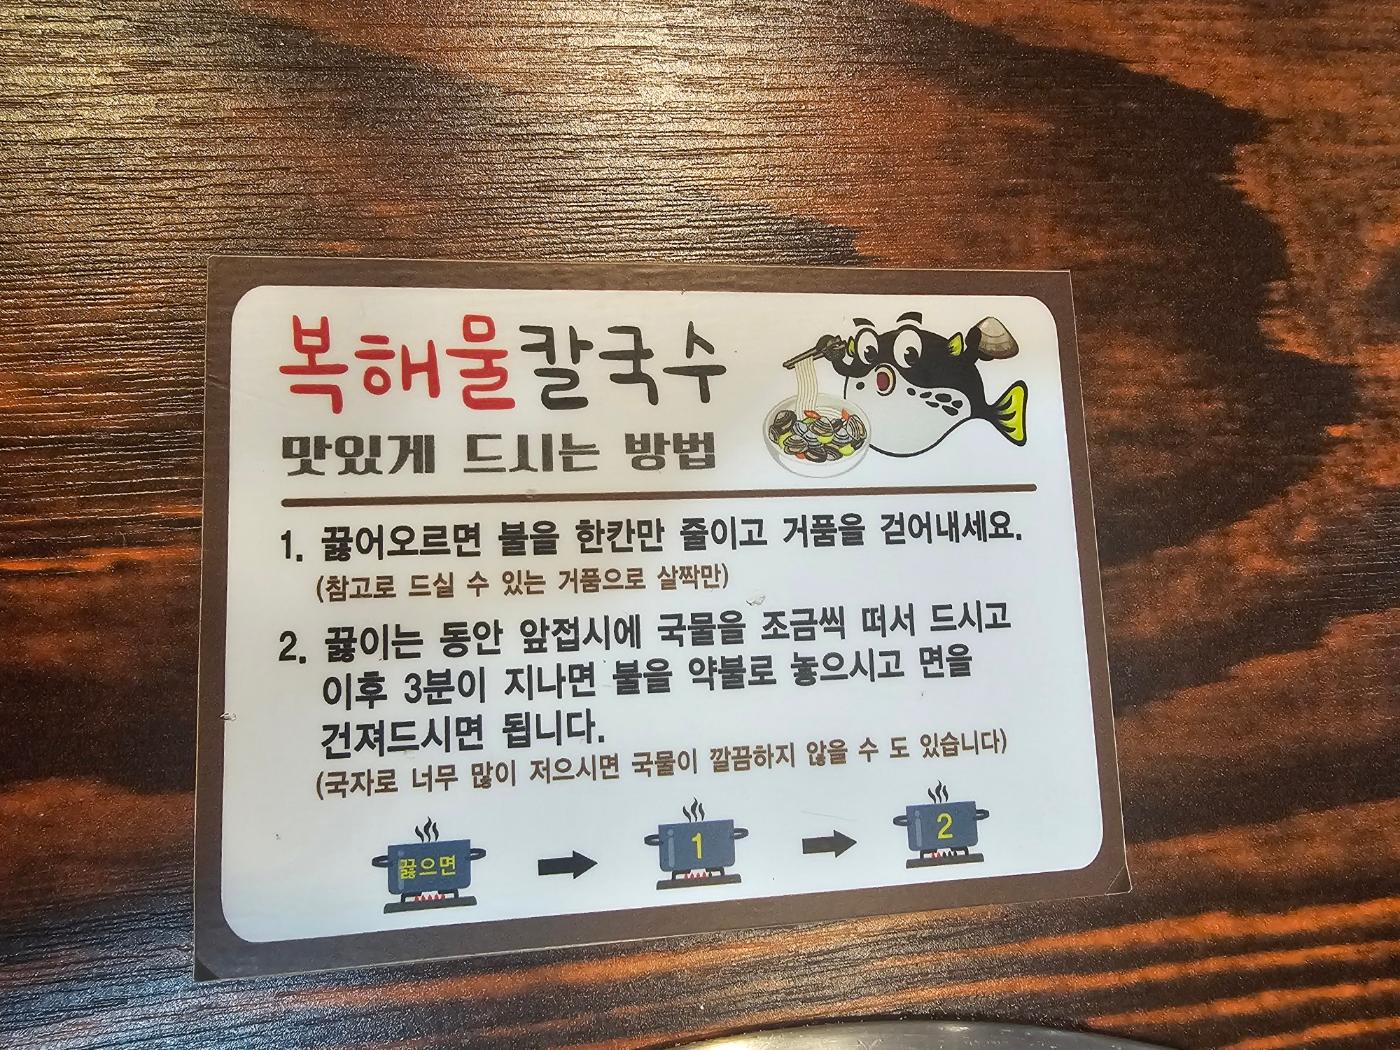 복해물칼국수
맛있게 드시는 방법
1. 끓어오르면 불을 한칸만 줄이고 거품을 걷어내세요.
(참고로 드실 수 있는 거품으로 살짝만)
2. 끓이는 동안 앞접시에 국물을 조금씩 떠서 드시고
이후 3분이 지나면 불을 약불로 놓으시고 면을
건져드시면 됩니다.
(국자로 너무 많이 저으시면 국물이 깔끔하지 않을 수 도 있습니다)
끓으면
1
2